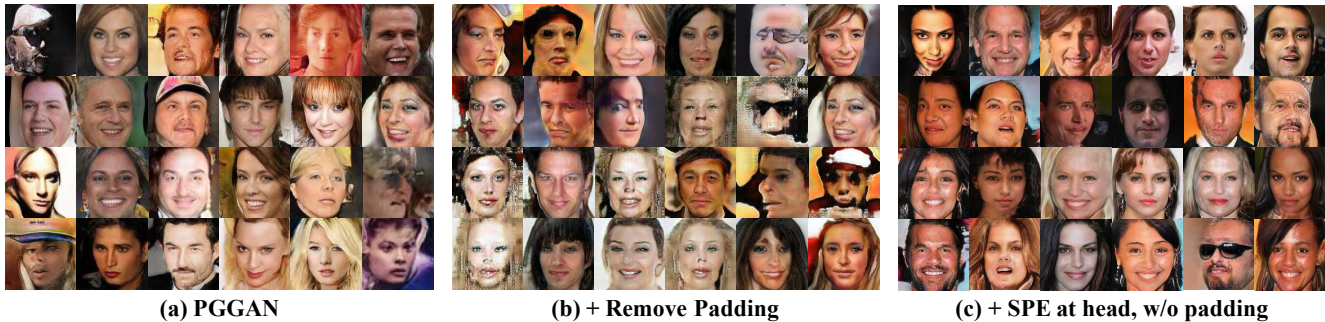 (a) PGGAN
(b) + Remove Padding
(c) + SPE at head, w/o padding